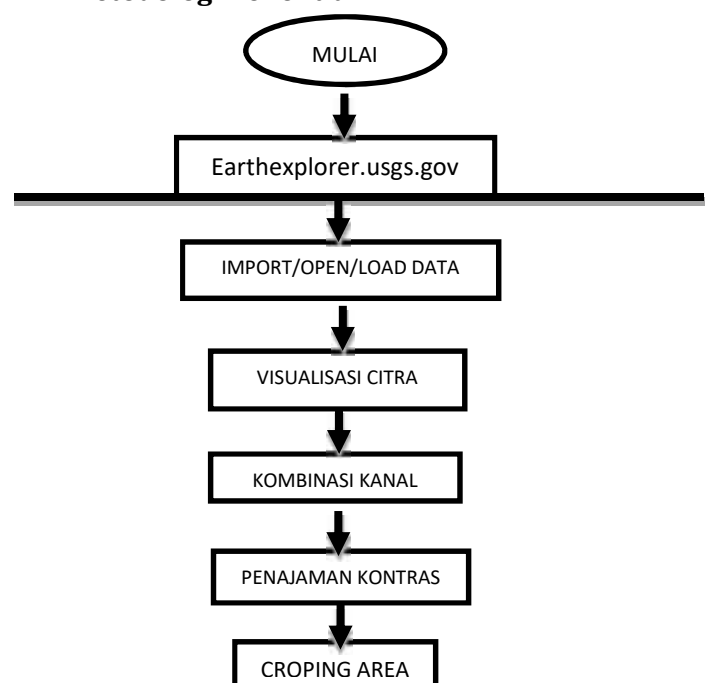 MULAI
Earthexplorer.usgs.gov
IMPORT/OPEN/LOAD DATA
VISUALISASI CITRA
KOMBINASI KANAL
PENAJAMAN KONTRAS
CROPING AREA